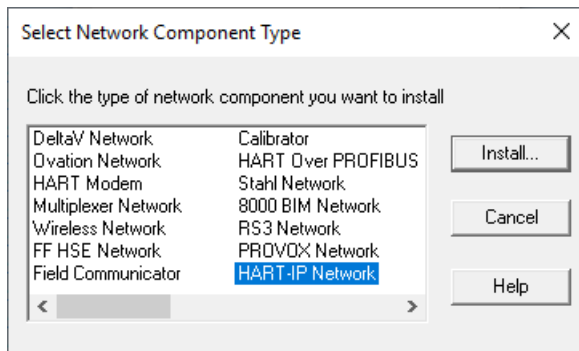 Select Network Component Type
Click the type of network component you want to install
DeltaV Network
Ovation Network
HART Modem
Multiplexer Network
Wireless Network
FF HSE Network
Field Communicator
Calibrator
HART Over PROFIBUS
Stahl Network
8000 BIM Network
RS3 Network
PROVOX Network
HART-IP Network
Install...
Cancel
Help